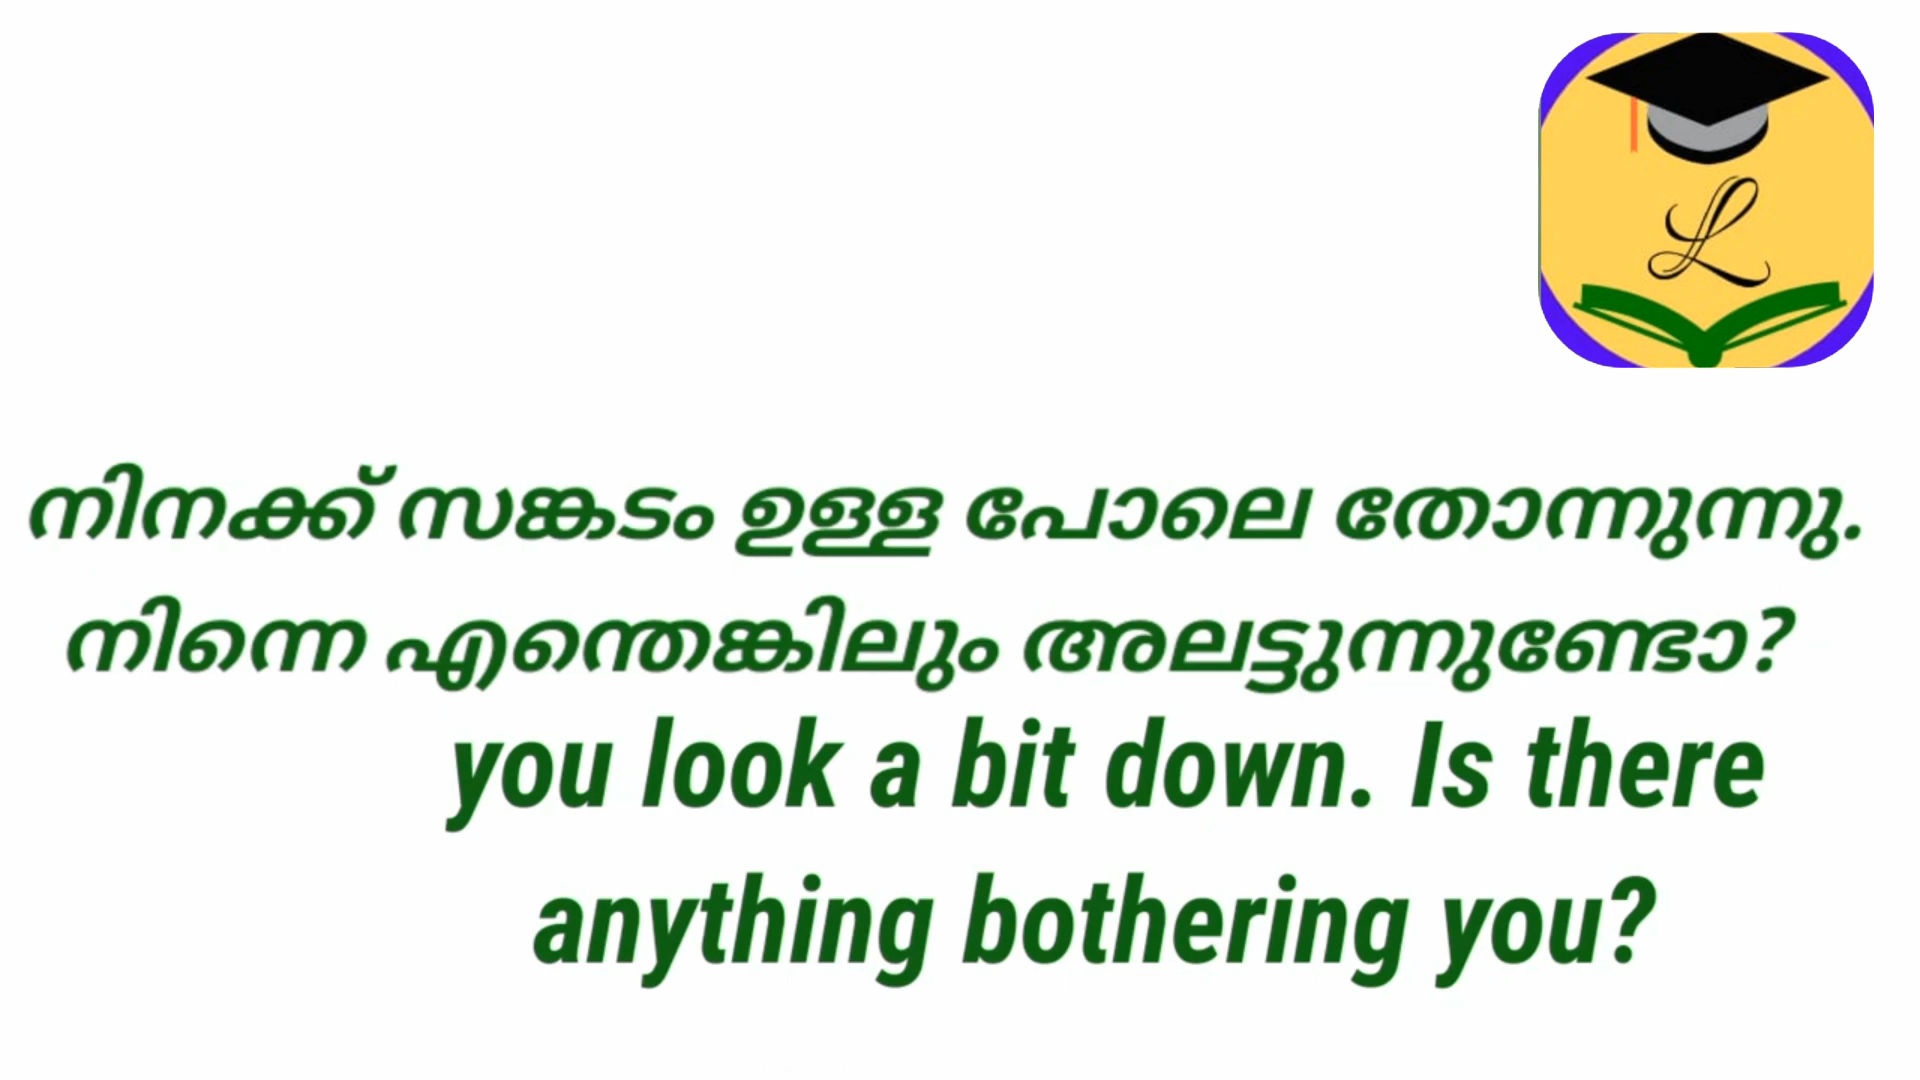 L
നിനക്ക് സങ്കടം ഉള്ള പോലെ തോന്നുന്നു.
നിന്നെ എന്തെങ്കിലും അലട്ടുന്നുണ്ടോ?
you look a bit down. Is there
anything bothering you?